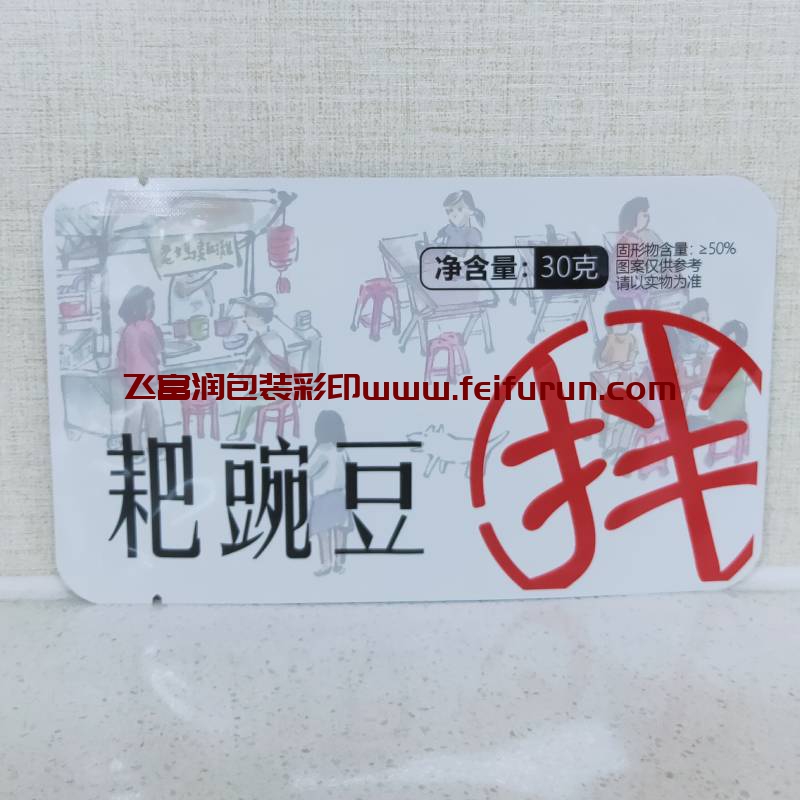 净含量：30克
固形物含量：≥50%
图案仅供参考
请以实物为准
飞富润包装彩印www.feifurun.com
拌
耙豌豆